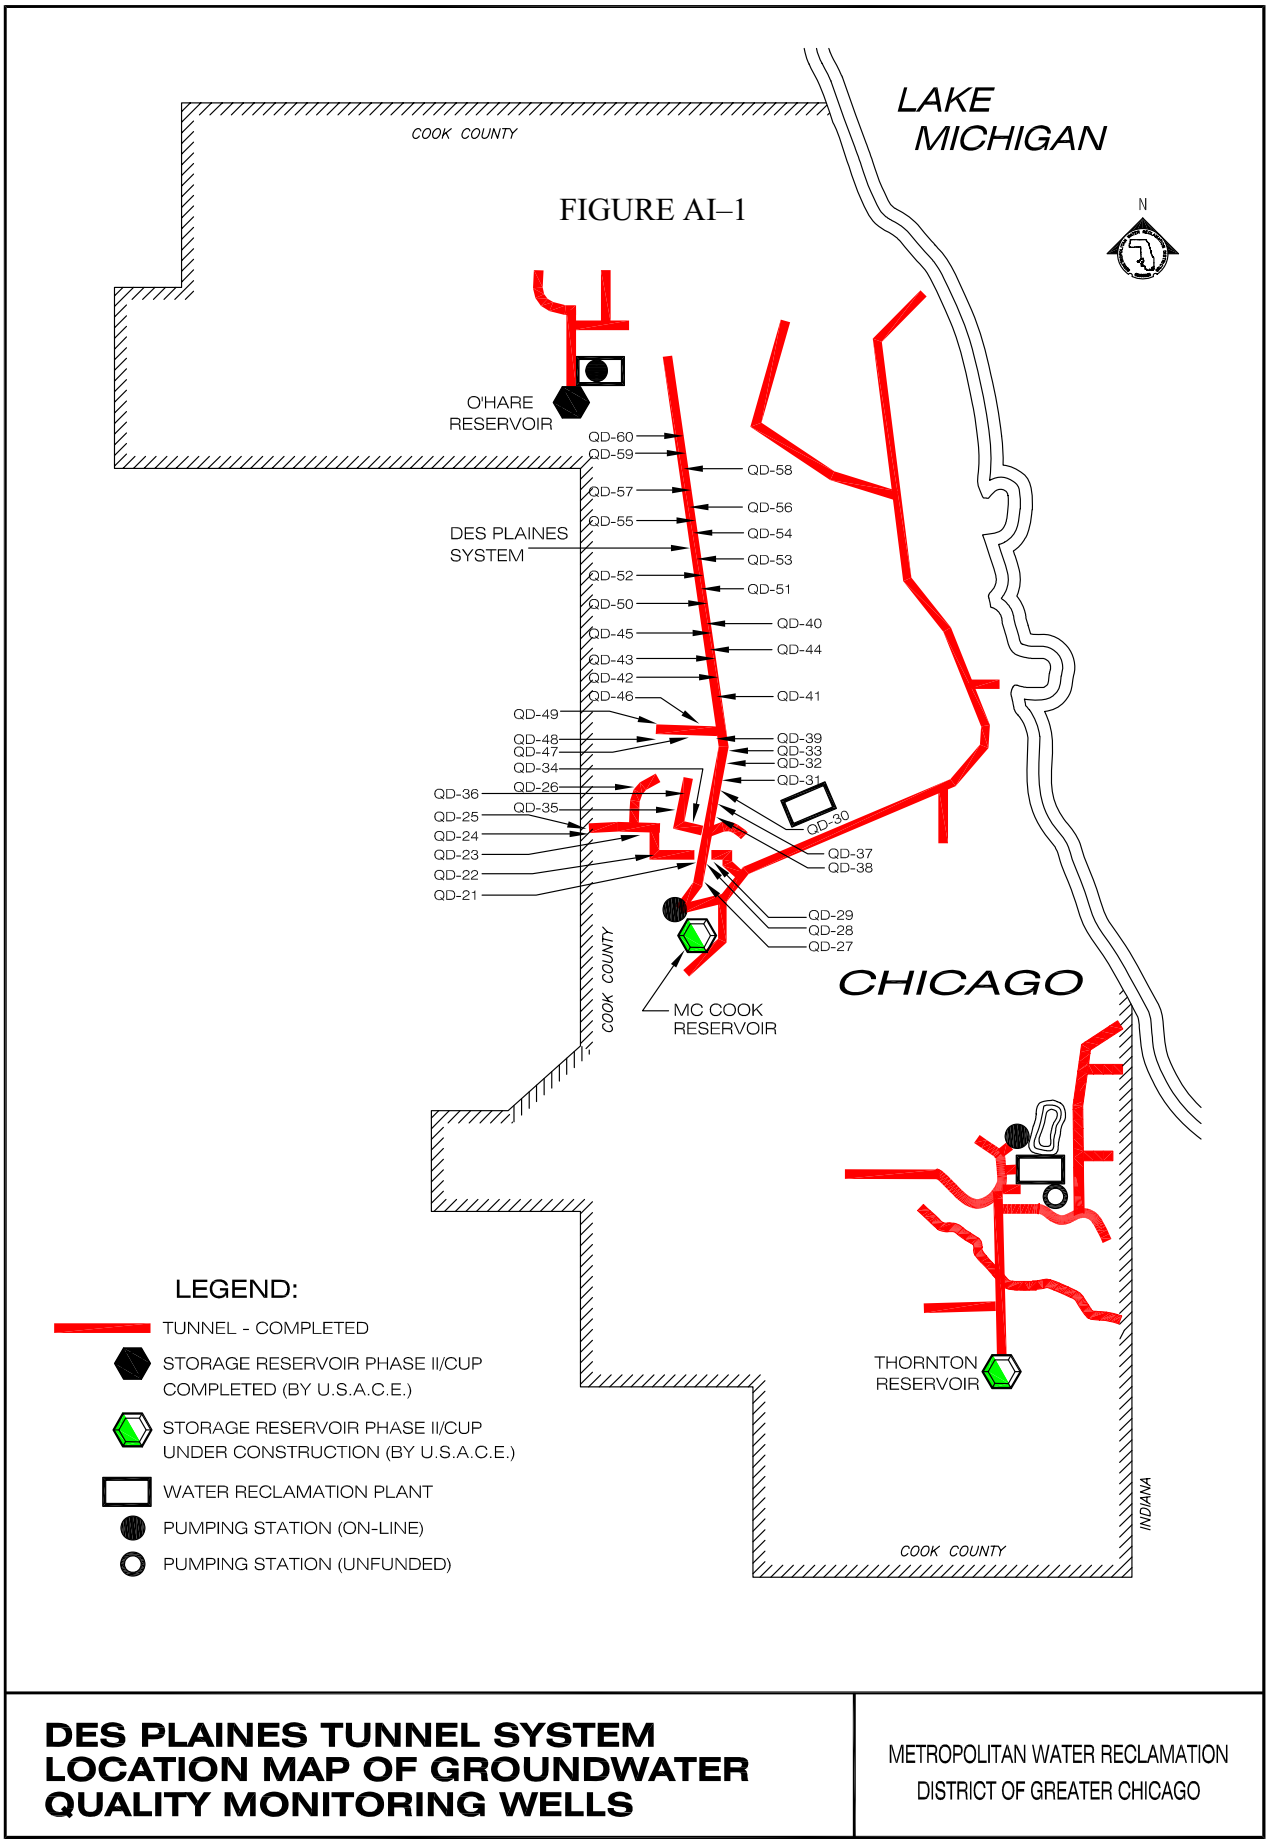 LAKE
MICHIGAN
COOK COUNTY
FIGURE AI–1
N
O'HARE
RESERVOIR
QD-60
QD-59
QD-58
QD-57
QD-56
QD-55
DES PLAINES
SYSTEM
QD-54
QD-53
QD-52
QD-51
QD-50
QD-40
QD-45
QD-44
QD-43
QD-42
QD-46
QD-41
QD-49
QD-48
QD-47
QD-39
QD-33
QD-32
QD-34
QD-31
QD-36
QD-26
QD-35
QD-25
QD-30
QD-24
QD-23
QD-37
QD-38
QD-22
QD-21
QD-29
QD-28
QD-27
COOK COUNTY
CHICAGO
MC COOK
RESERVOIR
THORNTON
RESERVOIR
LEGEND:
TUNNEL - COMPLETED
STORAGE RESERVOIR PHASE II/CUP
COMPLETED (BY U.S.A.C.E.)
STORAGE RESERVOIR PHASE II/CUP
UNDER CONSTRUCTION (BY U.S.A.C.E.)
WATER RECLAMATION PLANT
PUMPING STATION (ON-LINE)
PUMPING STATION (UNFUNDED)
INDIANA
COOK COUNTY
DES PLAINES TUNNEL SYSTEM
LOCATION MAP OF GROUNDWATER
QUALITY MONITORING WELLS
METROPOLITAN WATER RECLAMATION
DISTRICT OF GREATER CHICAGO